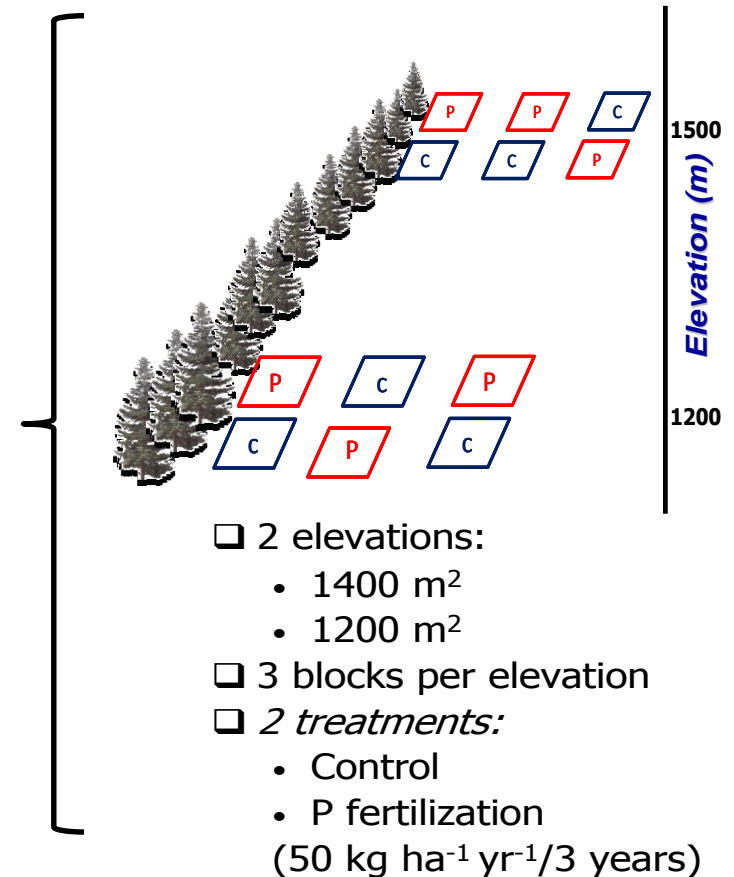 P P C
1500
C C P
Elevation (m)
P C P
1200
C P C
❑ 2 elevations:
• 1400 m²
• 1200 m²
❑ 3 blocks per elevation
❑ 2 treatments:
• Control
• P fertilization
(50 kg ha⁻¹ yr⁻¹/3 years)